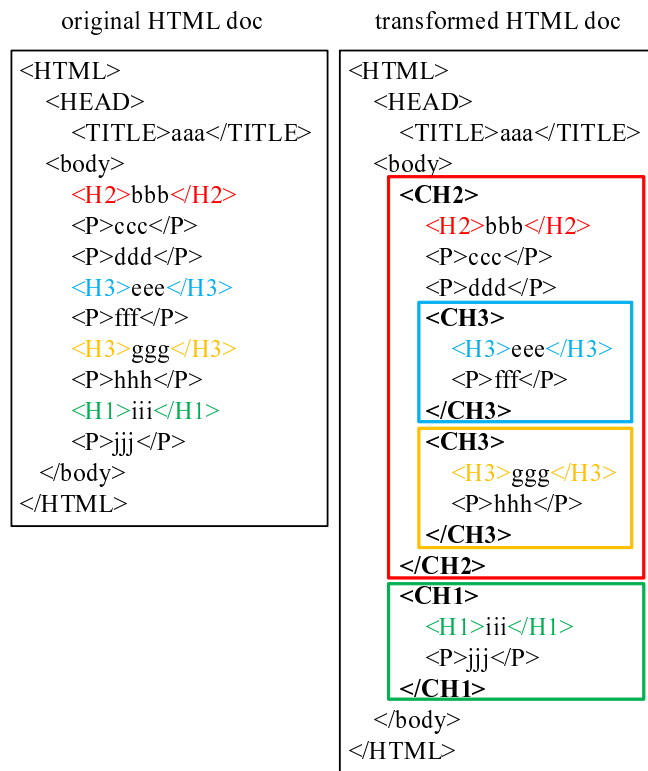 original HTML doc
<HTML>
<HEAD>
<TITLE>aaa</TITLE>
<body>
<H2>bbb</H2>
<P>ccc</P>
<P>ddd</P>
<H3>eee</H3>
<P>fff</P>
<H3>ggg</H3>
<P>hhh</P>
<H1>iii</H1>
<P>jjj</P>
</body>
</HTML>
transformed HTML doc
<HTML>
<HEAD>
<TITLE>aaa</TITLE>
<body>
<CH2>
<H2>bbb</H2>
<P>ccc</P>
<P>ddd</P>
<CH3>
<H3>eee</H3>
<P>fff</P>
</CH3>
<CH3>
<H3>ggg</H3>
<P>hhh</P>
</CH3>
</CH2>
<CH1>
<H1>iii</H1>
<P>jjj</P>
</CH1>
</body>
</HTML>